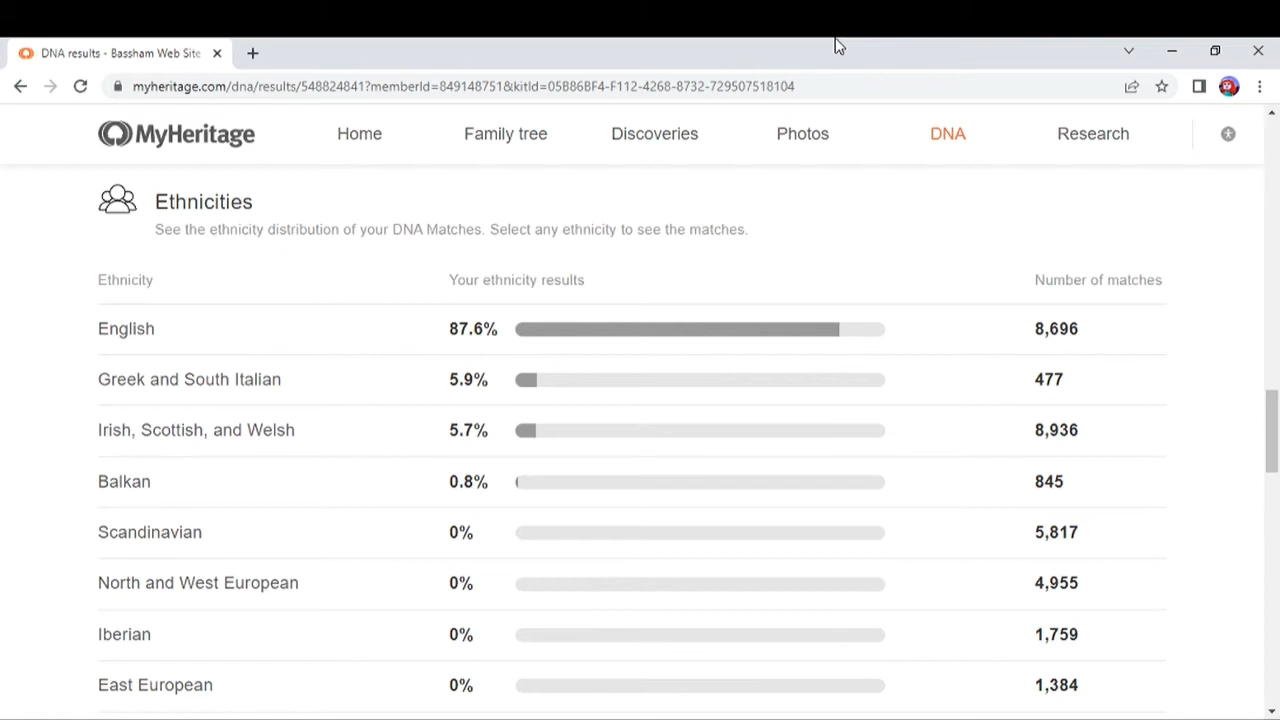 DNA results - Bassham Web Site
myheritage.com/dna/results/548824841?memberId=849148751&kitId=05B86BF4-F112-4268-8732-729507518104
MyHeritage Home Family tree Discoveries Photos DNA Research
Ethnicities
See the ethnicity distribution of your DNA Matches. Select any ethnicity to see the matches.
Ethnicity Your ethnicity results Number of matches
English 87.6% 8,696
Greek and South Italian 5.9% 477
Irish, Scottish, and Welsh 5.7% 8,936
Balkan 0.8% 845
Scandinavian 0% 5,817
North and West European 0% 4,955
Iberian 0% 1,759
East European 0% 1,384